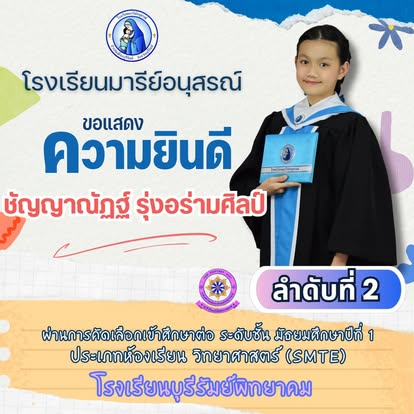 โรงเรียนมารีย์อนุสรณ์
ขอแสดง
ความยินดี
ชัญญาณัฏฐ์ รุ่งอร่ามศิลป์
ลำดับที่ 2
ผ่านการคัดเลือกเข้าศึกษาต่อ ระดับชั้น มัธยมศึกษาปีที่ 1
ประเภทห้องเรียน วิทยาศาสตร์ (SMTE)
โรงเรียนบุรีรัมย์พิทยาคม